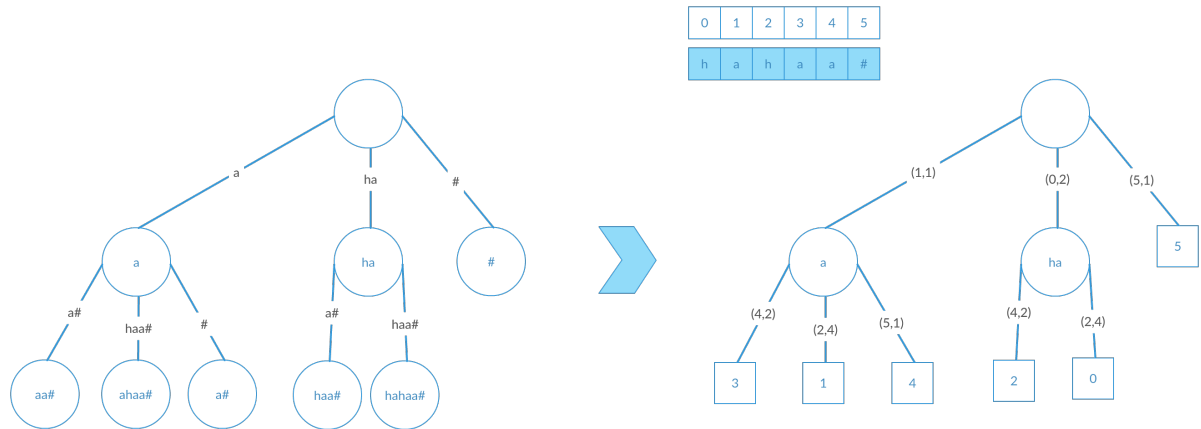 0 1 2 3 4 5
h a h a a #
a ha #
(1,1) (0,2) (5,1)
a ha #
a ha 5
a# haa# # a# haa#
(4,2) (2,4) (5,1) (4,2) (2,4)
aa# ahaa# a# haa# hahaa#
3 1 4 2 0